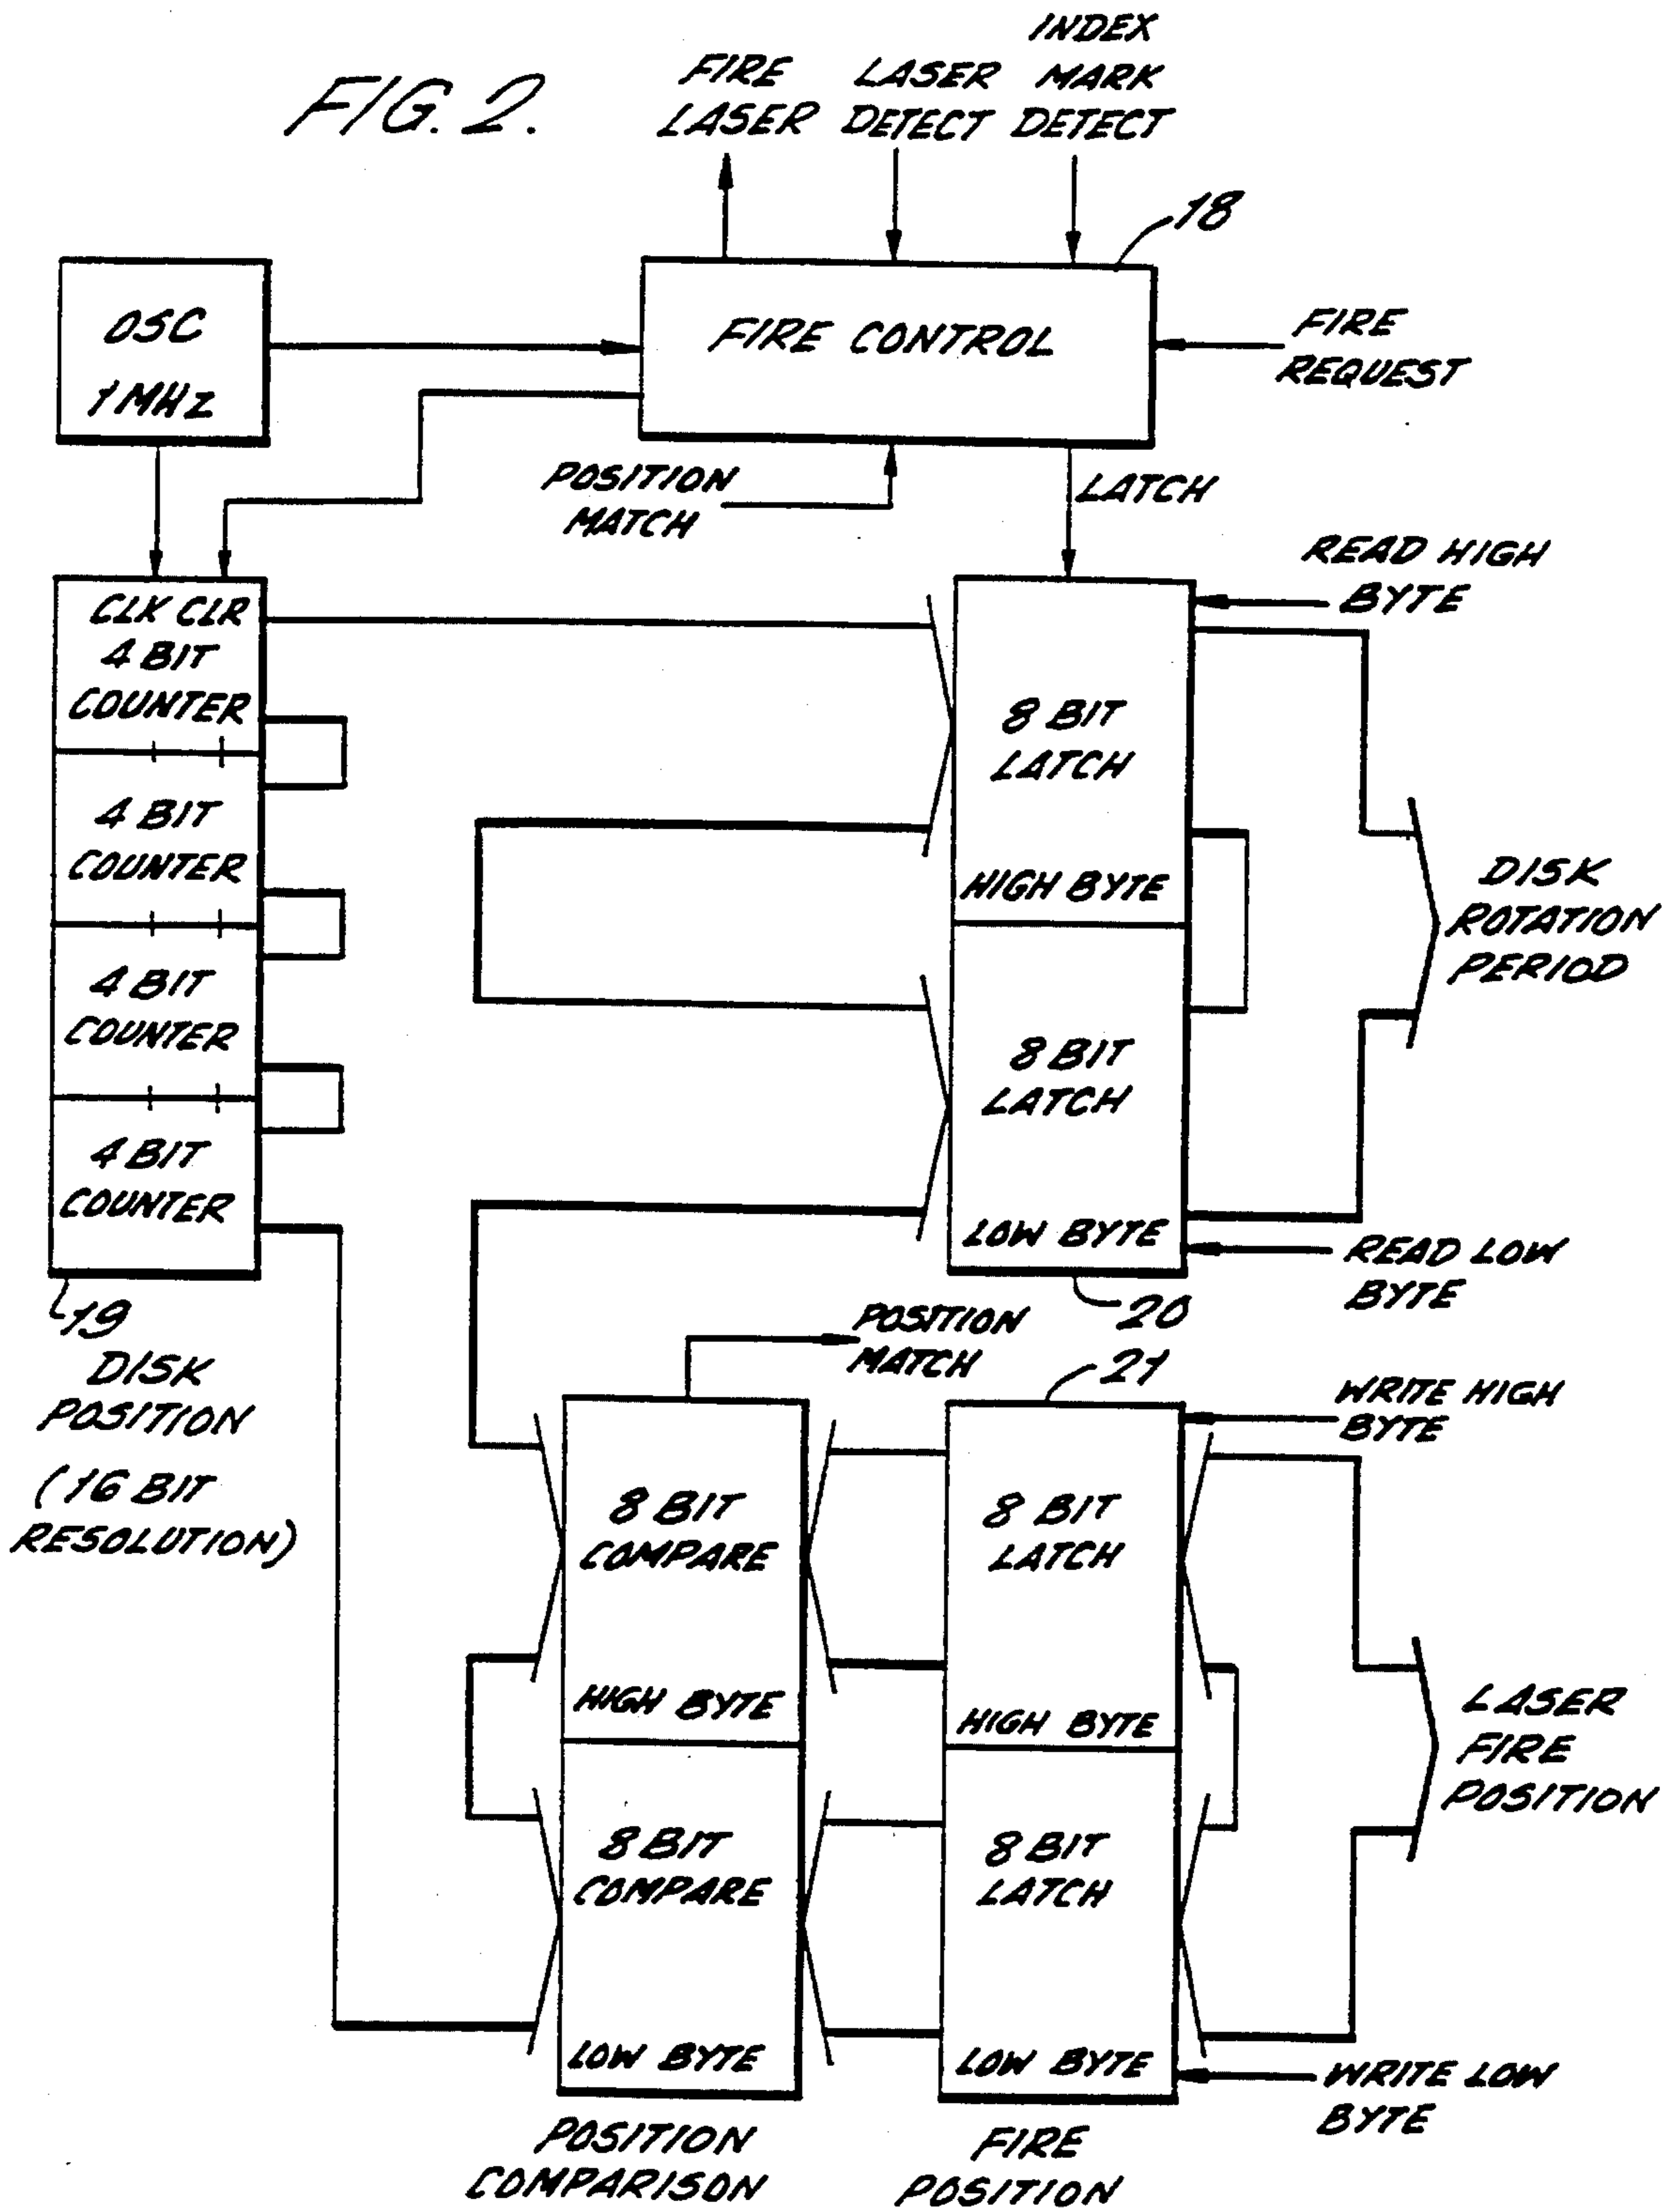 FIG. 2.
FIRE
LASER
LASER
DETECT
INDEX
MARK
DETECT
18
OSC
1 MHz
FIRE CONTROL
FIRE
REQUEST
POSITION
MATCH
LATCH
READ HIGH
BYTE
CLK CLR
4 BIT
COUNTER
4 BIT
COUNTER
4 BIT
COUNTER
4 BIT
COUNTER
19
DISK
POSITION
(16 BIT
RESOLUTION)
8 BIT
LATCH
HIGH BYTE
8 BIT
LATCH
LOW BYTE
20
DISK
ROTATION
PERIOD
READ LOW
BYTE
POSITION
MATCH
21
WRITE HIGH
BYTE
8 BIT
COMPARE
HIGH BYTE
8 BIT
COMPARE
LOW BYTE
8 BIT
LATCH
HIGH BYTE
8 BIT
LATCH
LOW BYTE
LASER
FIRE
POSITION
WRITE LOW
BYTE
POSITION
COMPARISON
FIRE
POSITION